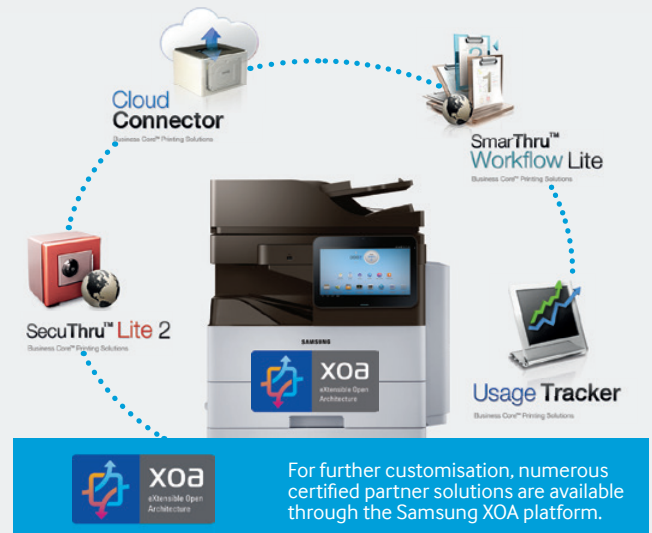 Cloud
Connector
Business Core™ Printing Solutions
SmarThru™
Workflow Lite
Business Core™ Printing Solutions
SecuThru™ Lite 2
Business Core™ Printing Solutions
SAMSUNG
xoa
eXtensible Open
Architecture
Usage Tracker
Business Core™ Printing Solutions
xoa
eXtensible Open
Architecture
For further customisation, numerous
certified partner solutions are available
through the Samsung XOA platform.